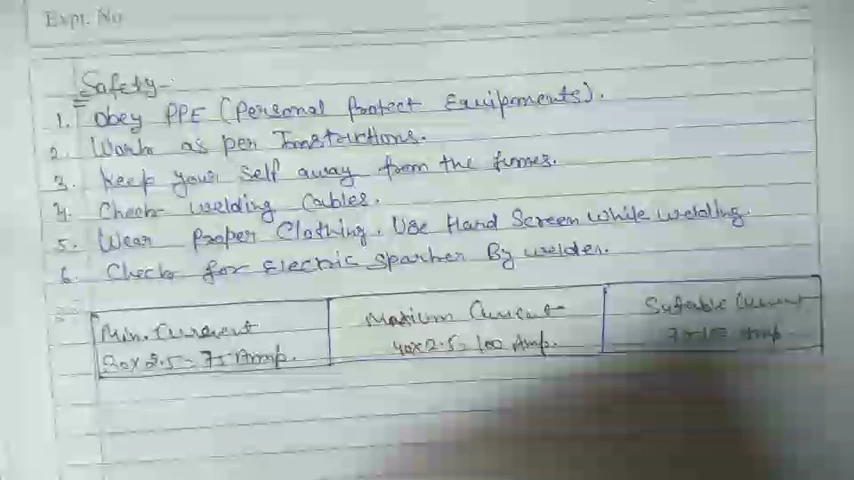 Expt. No
Safety-
1. Obey PPE (Personal Protect Equipments).
2. Work as per Instructions.
3. Keep your self away from the fumes.
4. Check welding Cables.
5. Wear Proper Clothing. Use Hand Screen while welding.
6. Check for Electric Sparker By welder.
Min. Current
30x2.5=75 Amp.
Maxium Current
40x2.5=100 Amp.
Current
Amp